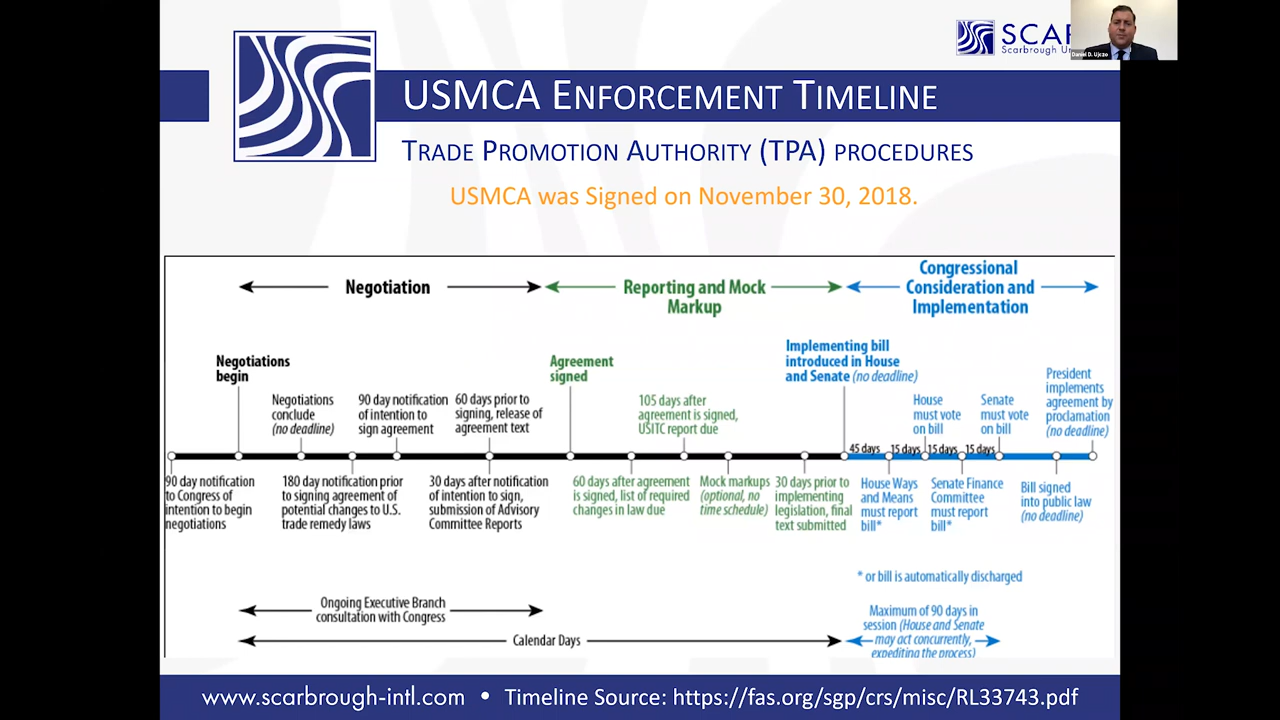 SCAR
Scarbrough
Daniel D. Ujczo
USMCA ENFORCEMENT TIMELINE
TRADE PROMOTION AUTHORITY (TPA) PROCEDURES
USMCA was Signed on November 30, 2018.
Negotiation
Reporting and Mock
Markup
Congressional
Consideration and
Implementation
Negotiations
begin
Agreement
signed
Implementing bill
introduced in House
and Senate (no deadline)
Negotiations
conclude
(no deadline)
90 day notification
of intention to
sign agreement
60 days prior to
signing, release of
agreement text
105 days after
agreement is signed,
USITC report due
House
must vote
on bill
Senate
must vote
on bill
President
implements
agreement by
proclamation
(no deadline)
45 days
15 days
15 days
15 days
90 day notification
to Congress of
intention to begin
negotiations
180 day notification prior
to signing agreement of
potential changes to U.S.
trade remedy laws
30 days after notification
of intention to sign,
submission of Advisory
Committee Reports
60 days after agreement
is signed, list of required
changes in law due
Mock markups
(optional, no
time schedule)
30 days prior to
implementing
legislation, final
text submitted
House Ways
and Means
must report
bill*
Senate Finance
Committee
must report
bill*
Bill signed
into public law
(no deadline)
* or bill is automatically discharged
Ongoing Executive Branch
consultation with Congress
Calendar Days
Maximum of 90 days in
session (House and Senate
may act concurrently,
expediting the process)
www.scarbrough-intl.com • Timeline Source: https://fas.org/sgp/crs/misc/RL33743.pdf